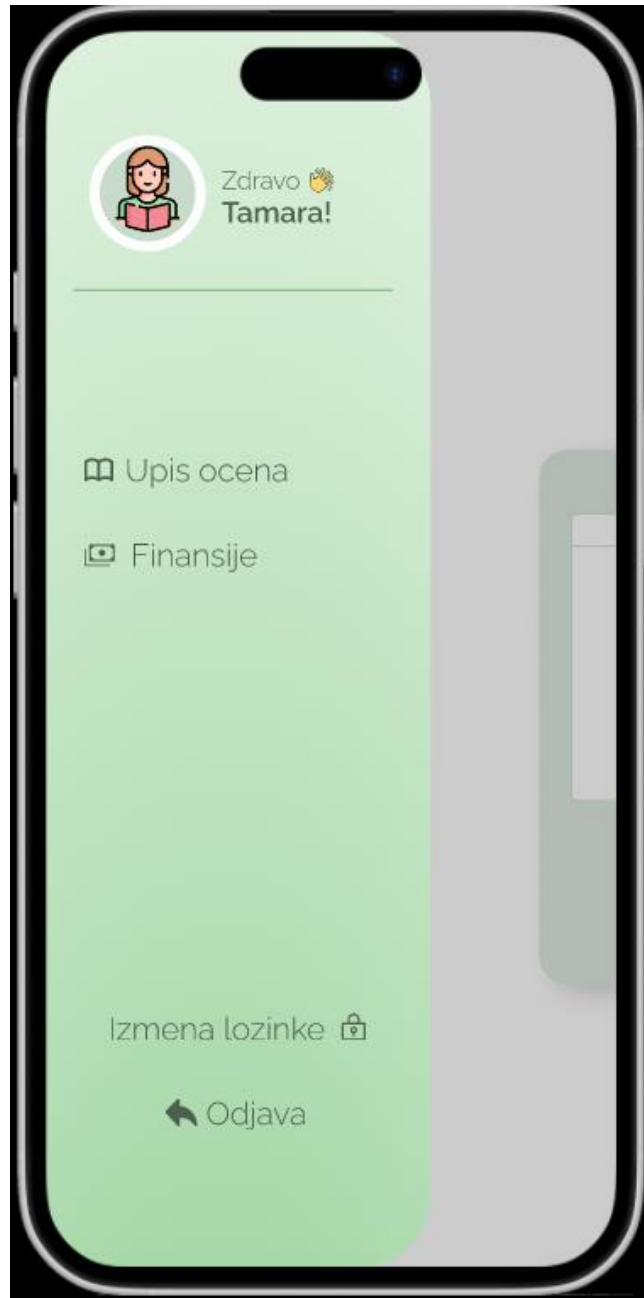 Zdravo 👋
Tamara!
Upis ocena
Finansije
Izmena lozinke
Odjava